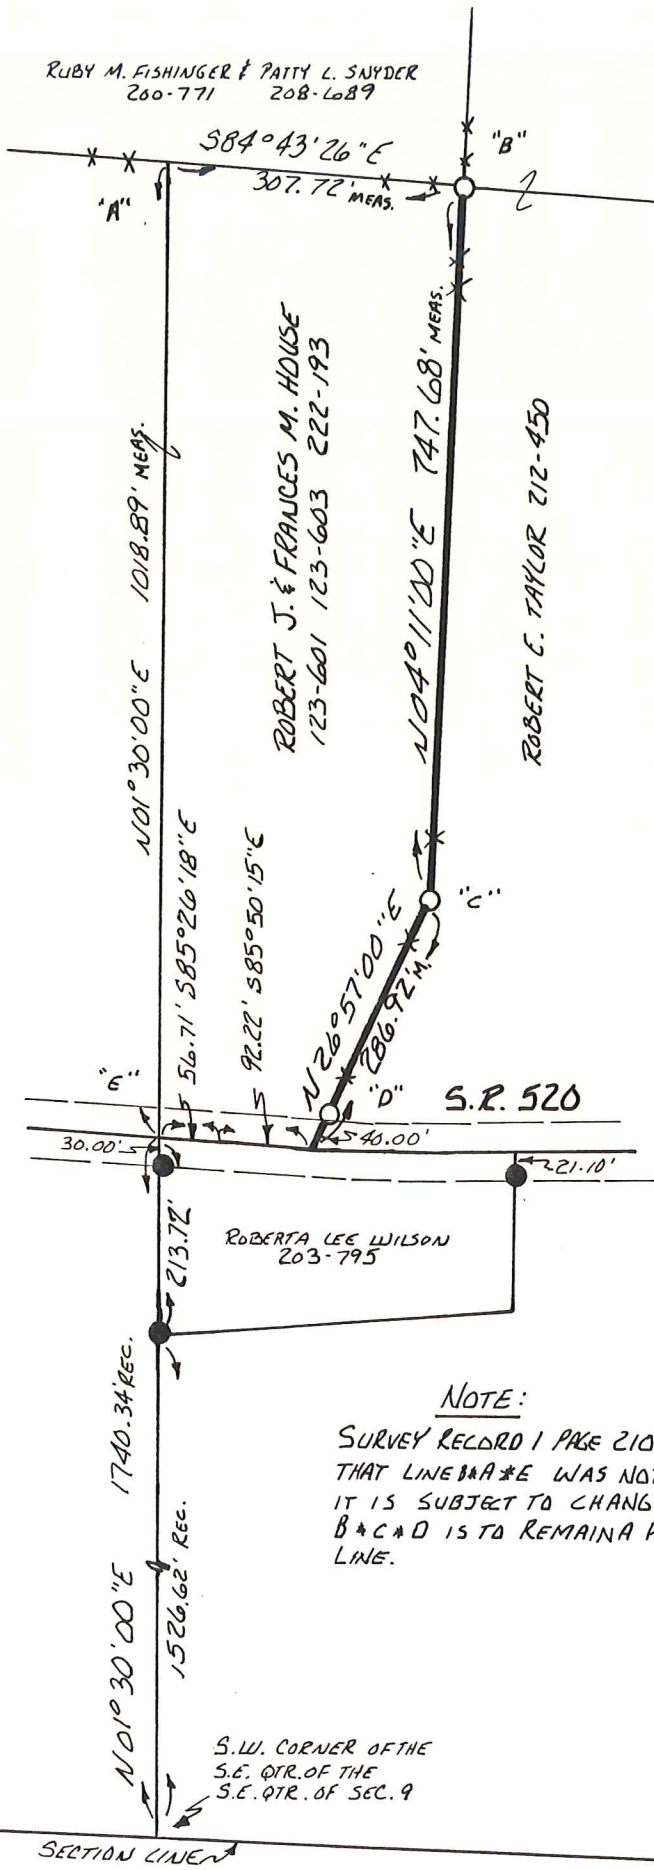 RUBY M. FISHINGER & PATTY L. SNYDER
200-771 208-689
S84°43'26"E
307.72' MEAS.
"A"
"B"
N01°30'00"E 1018.89' MEAS.
ROBERT J. & FRANCES M. HOUSE
123-601 123-603 222-193
N04°11'00"E 747.68' MEAS.
ROBERT E. TAYLOR 212-450
"C"
56.71' S85°26'18"E
92.22' S85°50'15"E
N26°57'00"E
286.92' M.
"E"
"D"
S.R. 520
30.00'
40.00'
21.10'
213.72'
ROBERTA LEE WILSON
203-795
N01°30'00"E 1740.34' REC.
1526.62' REC.
NOTE:
SURVEY RECORD 1 PAGE 210
THAT LINE B*A*E WAS NOT
IT IS SUBJECT TO CHANG
B*C*D IS TO REMAIN A
LINE.
S.W. CORNER OF THE
S.E. QTR. OF THE
S.E. QTR. OF SEC. 9
SECTION LINE